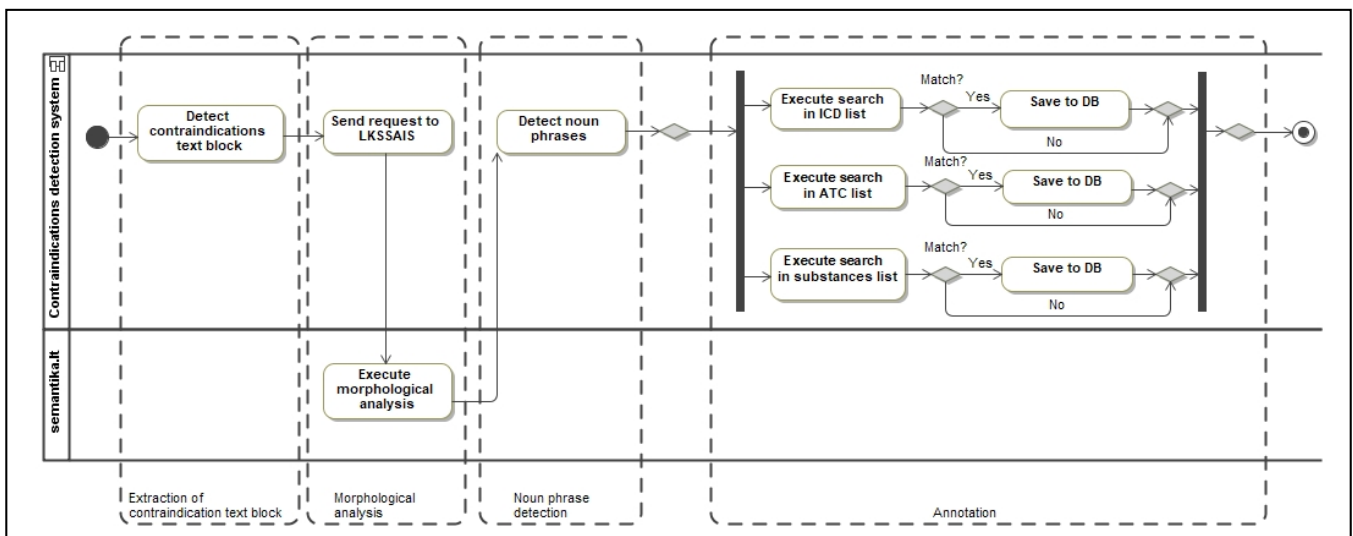 Contraindications detection system
Detect
contraindications
text block
Send request to
LKSSAIS
Detect noun
phrases
Execute search
in ICD list
Match?
Yes
Save to DB
No
Execute search
in ATC list
Match?
Yes
Save to DB
No
Execute search
in substances list
Match?
Yes
Save to DB
No
semantika.lt
Execute
morphological
analysis
Extraction of
contraindication text block
Morphological
analysis
Noun phrase
detection
Annotation